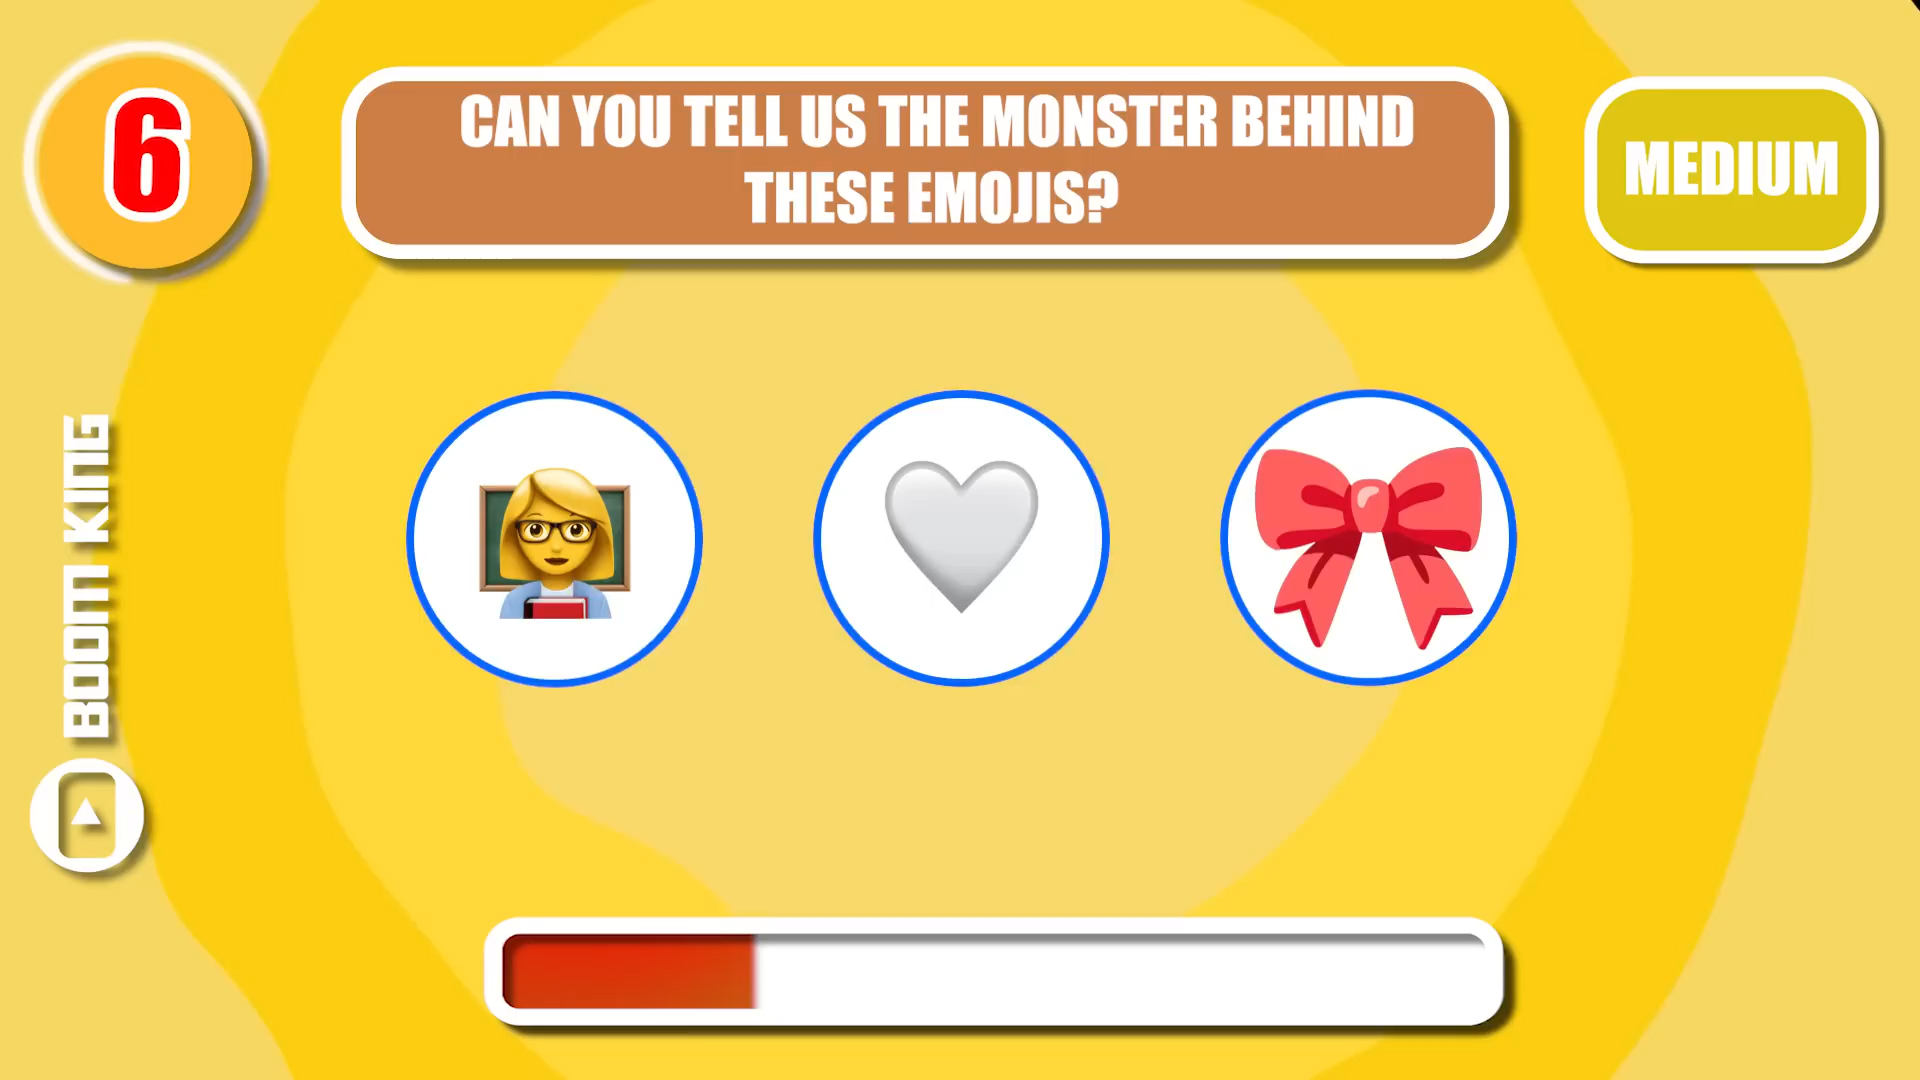 6
CAN YOU TELL US THE MONSTER BEHIND
THESE EMOJIS?
MEDIUM
BOOM KING